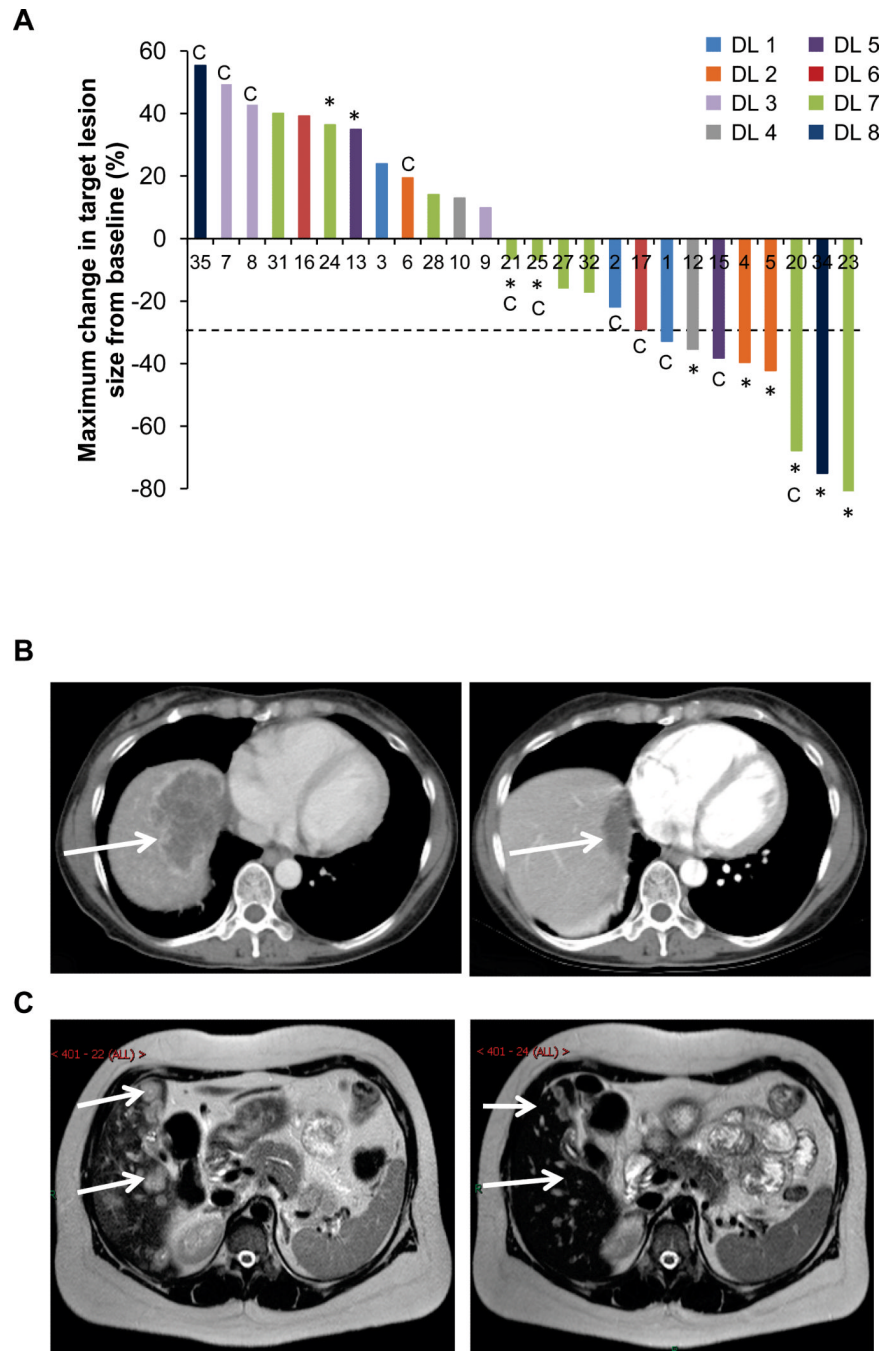 A
Maximum change in target lesion
size from baseline (%)
60
40
20
0
-20
-40
-60
-80
DL 1
DL 2
DL 3
DL 4
DL 5
DL 6
DL 7
DL 8
C C C * * C
35 7 8 31 16 24 13 3 6 28 10 9 21 25 27 32 2 17 1 12 15 4 5 20 34 23
* * C C C * C * * * * *
C C C
B
C
< 401 - 22 (ALL) >
< 401 - 24 (ALL) >